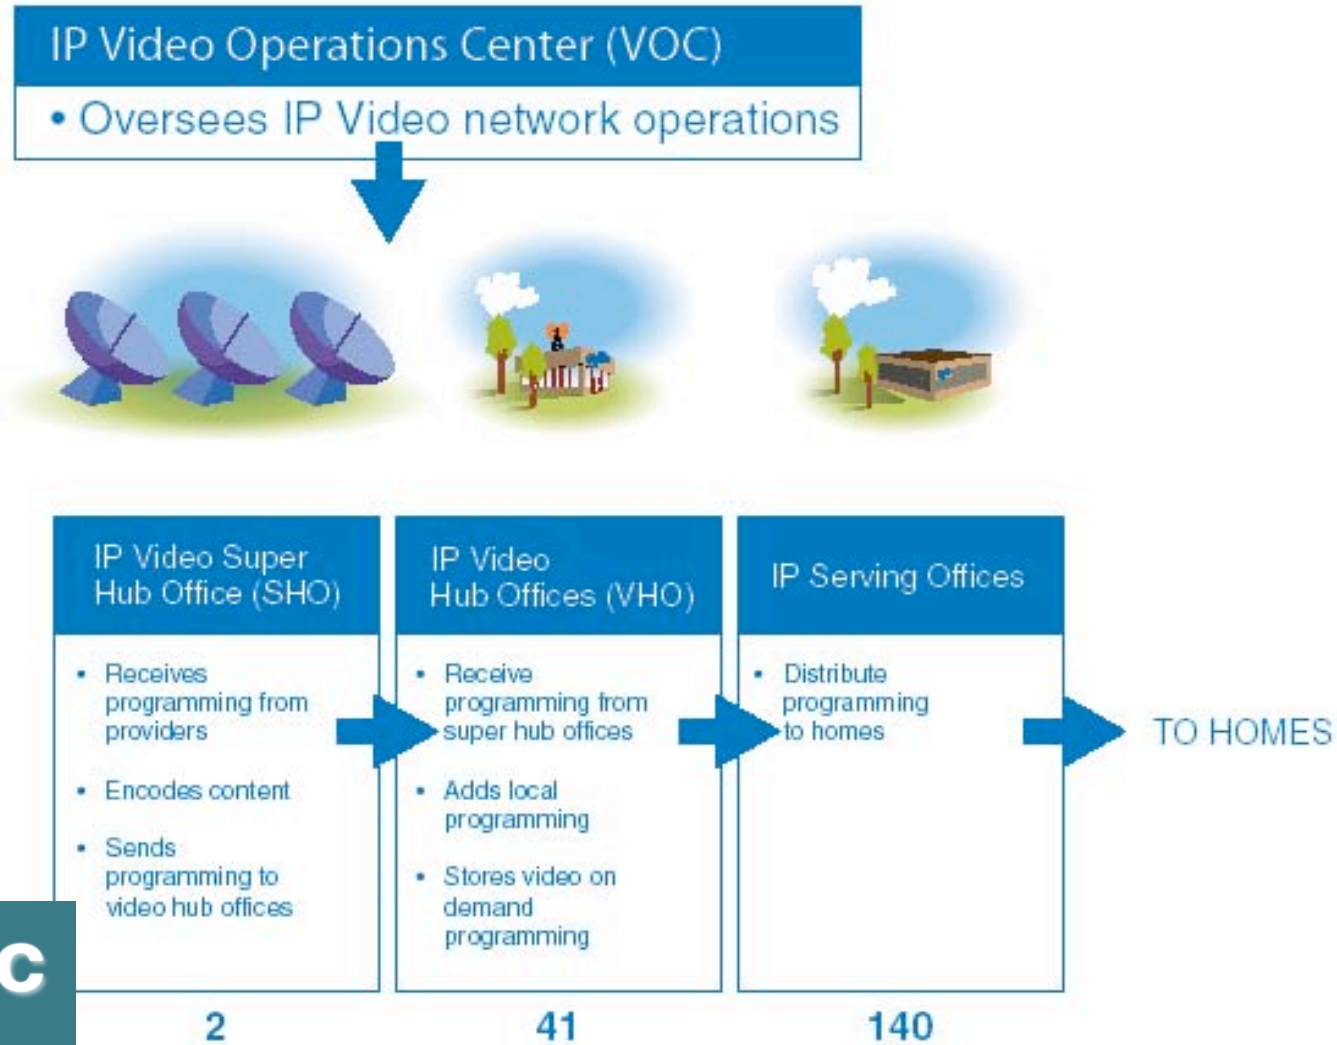 IP Video Operations Center (VOC)
• Oversees IP Video network operations
IP Video Super
Hub Office (SHO)
• Receives
programming from
providers
• Encodes content
• Sends
programming to
video hub offices
2
IP Video
Hub Offices (VHO)
• Receive
programming from
super hub offices
• Adds local
programming
• Stores video on
demand
programming
41
IP Serving Offices
• Distribute
programming
to homes
140
TO HOMES
c